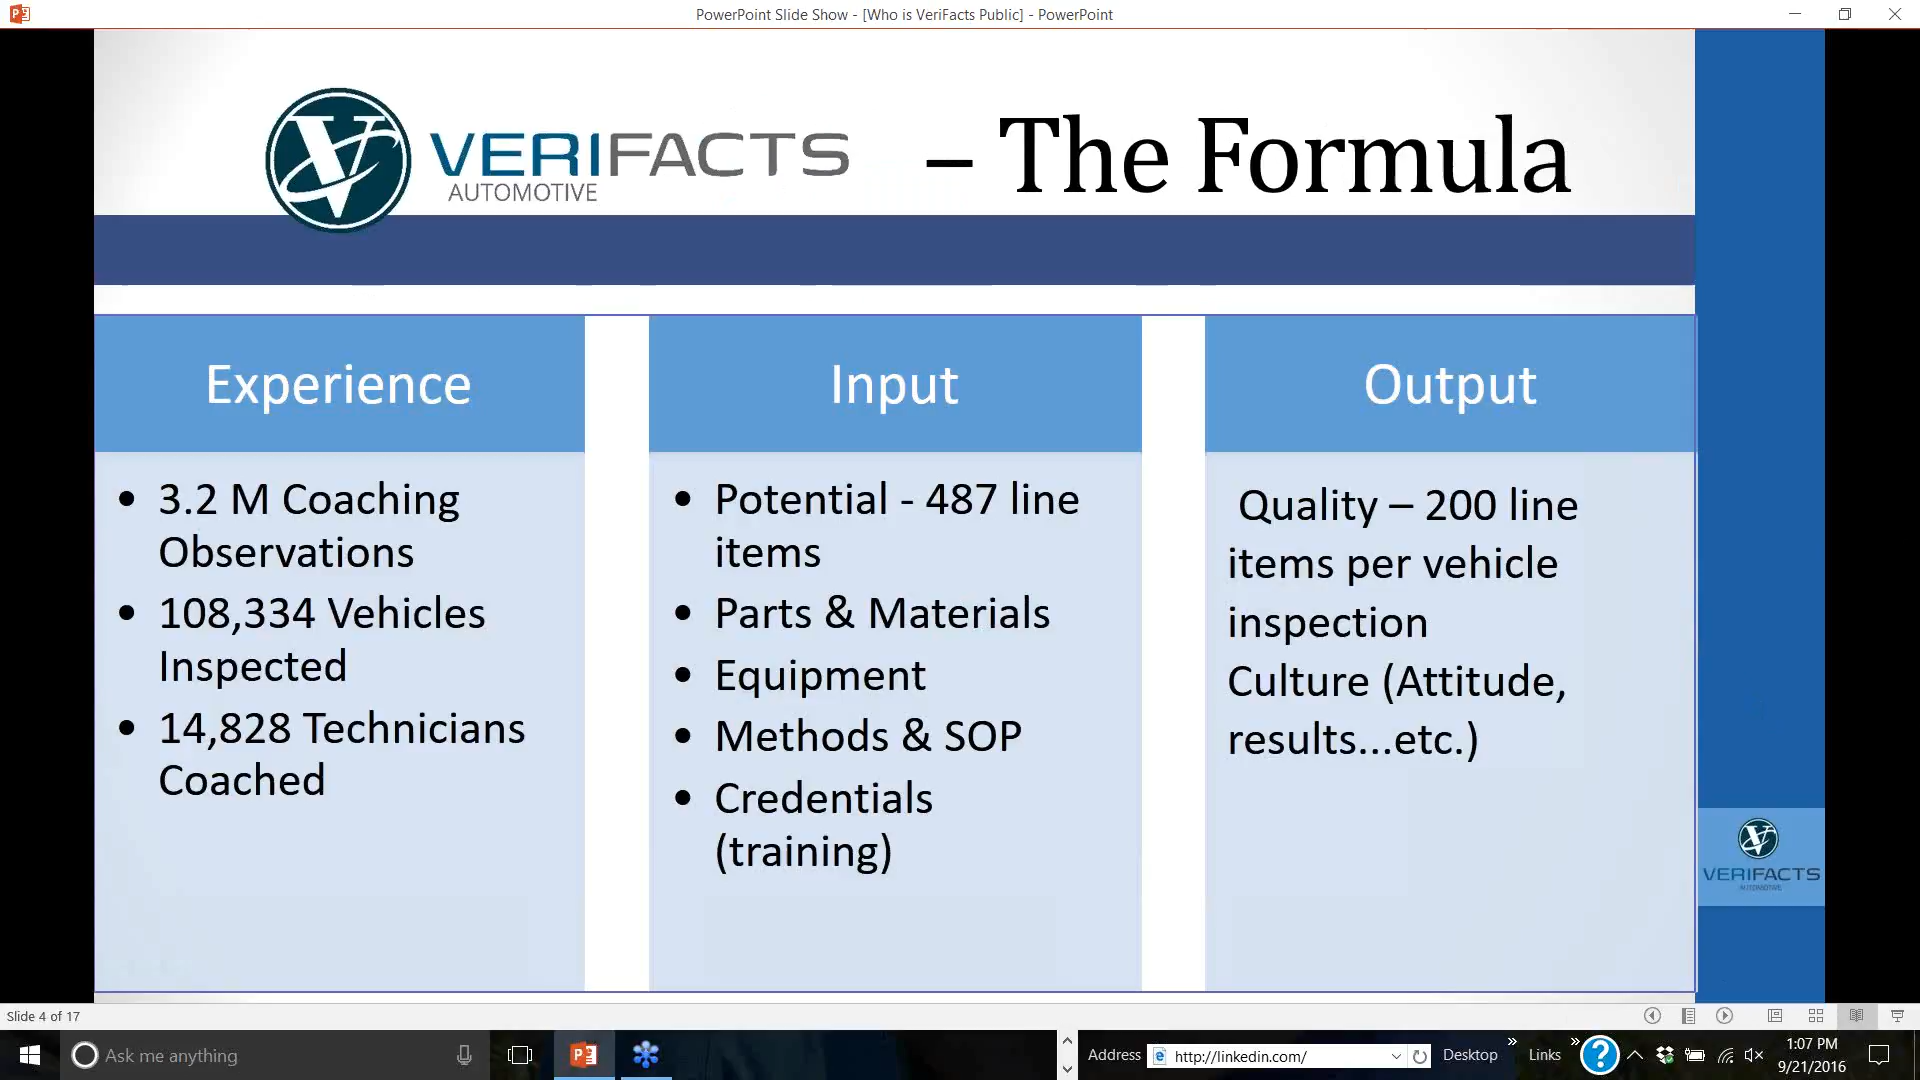 PowerPoint Slide Show - [Who is VeriFacts Public] - PowerPoint
VERIFACTS
AUTOMOTIVE
– The Formula
Experience
• 3.2 M Coaching
Observations
• 108,334 Vehicles
Inspected
• 14,828 Technicians
Coached
Input
• Potential - 487 line
items
• Parts & Materials
• Equipment
• Methods & SOP
• Credentials
(training)
Output
Quality – 200 line
items per vehicle
inspection
Culture (Attitude,
results...etc.)
VERIFACTS
AUTOMOTIVE
Slide 4 of 17
Ask me anything
Address
http://linkedin.com/
Desktop
Links
1:07 PM
9/21/2016